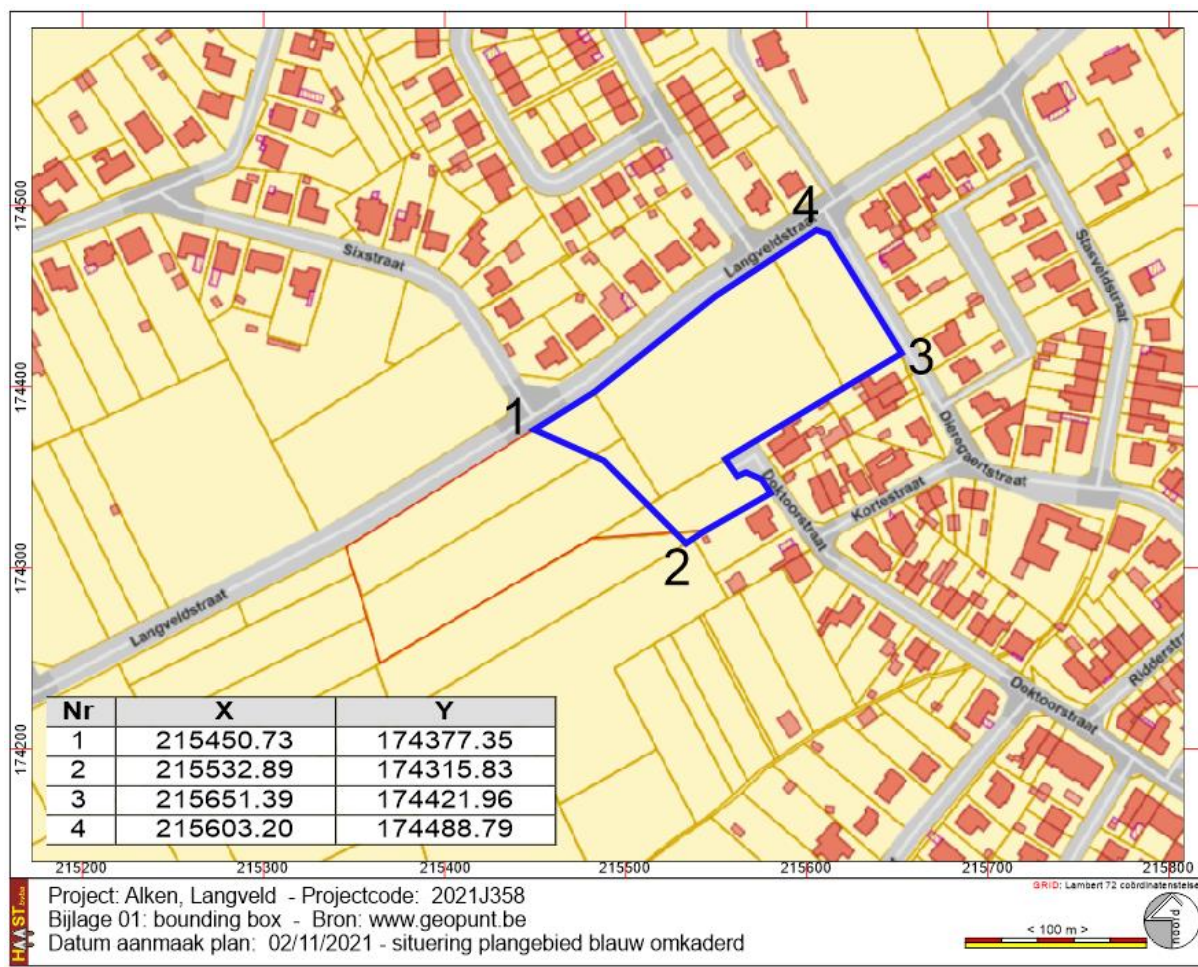 174500
174400
174300
174200
Sixstraat
Langveldstraat
4
Stasveldstraat
3
1
Dieregaertstraat
Doktoorstraat
Kortestraat
2
Langveldstraat
Doktoorstraat
Nr X Y
1 215450.73 174377.35
2 215532.89 174315.83
3 215651.39 174421.96
4 215603.20 174488.79
215200 215300 215400 215500 215600 215700 215800
GRID: Lambert 72 coördinatenstelse
HAAST bvba
Project: Alken, Langveld - Projectcode: 2021J358
Bijlage 01: bounding box - Bron: www.geopunt.be
Datum aanmaak plan: 02/11/2021 - situering plangebied blauw omkaderd
< 100 m >
noord